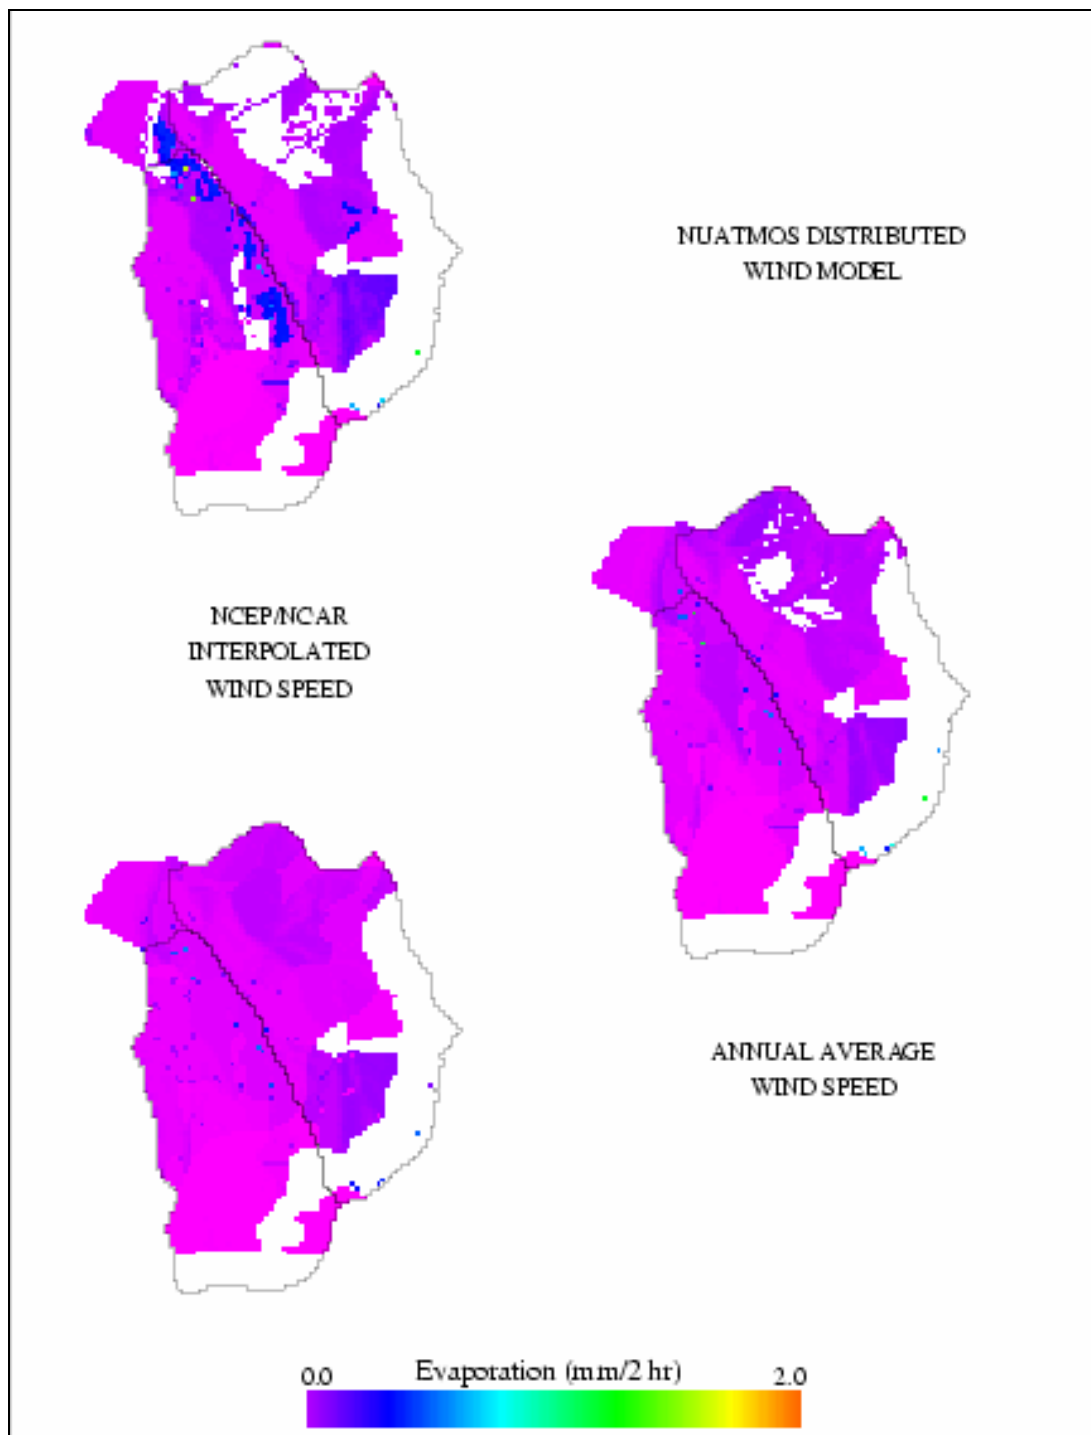 NUATMOS DISTRIBUTED
WIND MODEL
NCEP/NCAR
INTERPOLATED
WIND SPEED
ANNUAL AVERAGE
WIND SPEED
0.0 Evaporation (mm/2 hr) 2.0